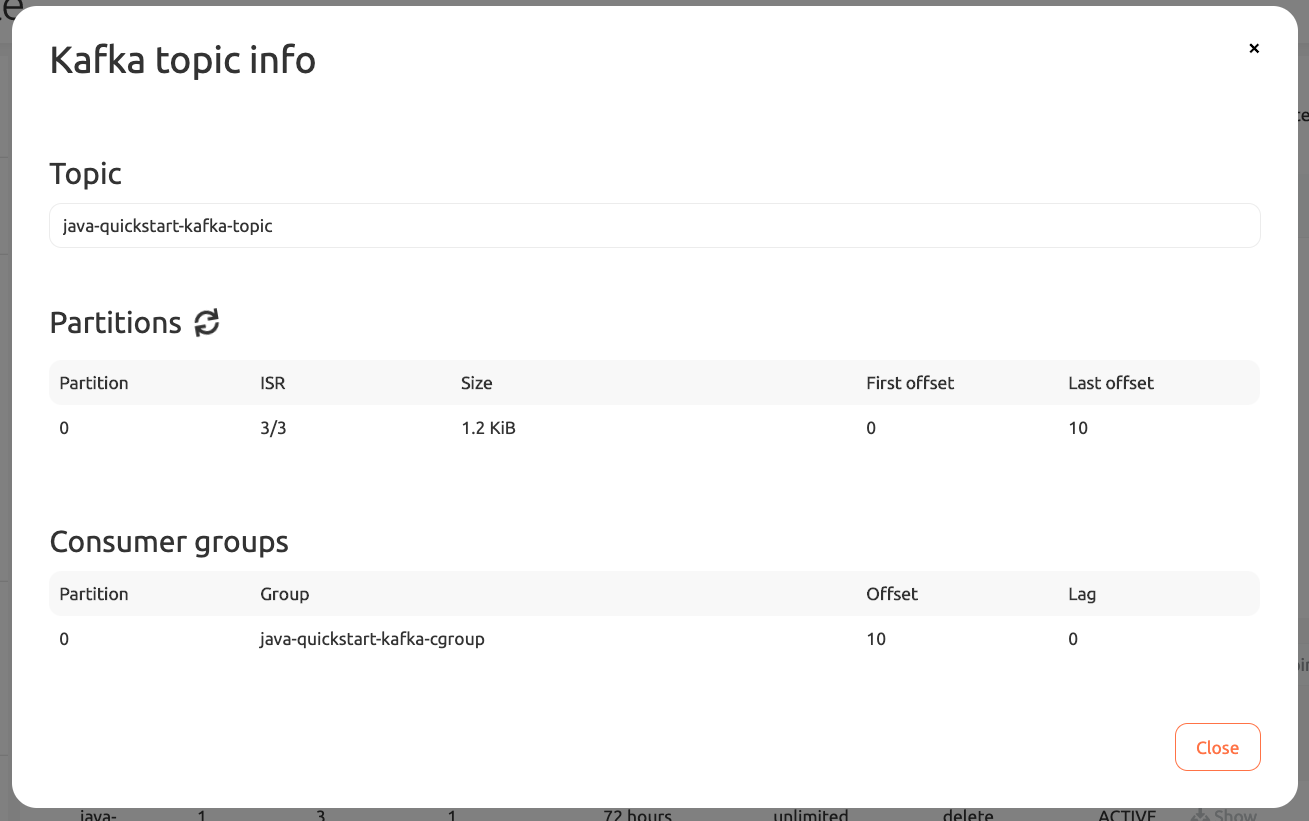 Kafka topic info
×
Topic
java-quickstart-kafka-topic
Partitions
Partition ISR Size First offset Last offset
0 3/3 1.2 KiB 0 10
Consumer groups
Partition Group Offset Lag
0 java-quickstart-kafka-cgroup 10 0
Close
java- 1 3 1 72 hours unlimited delete ACTIVE Show